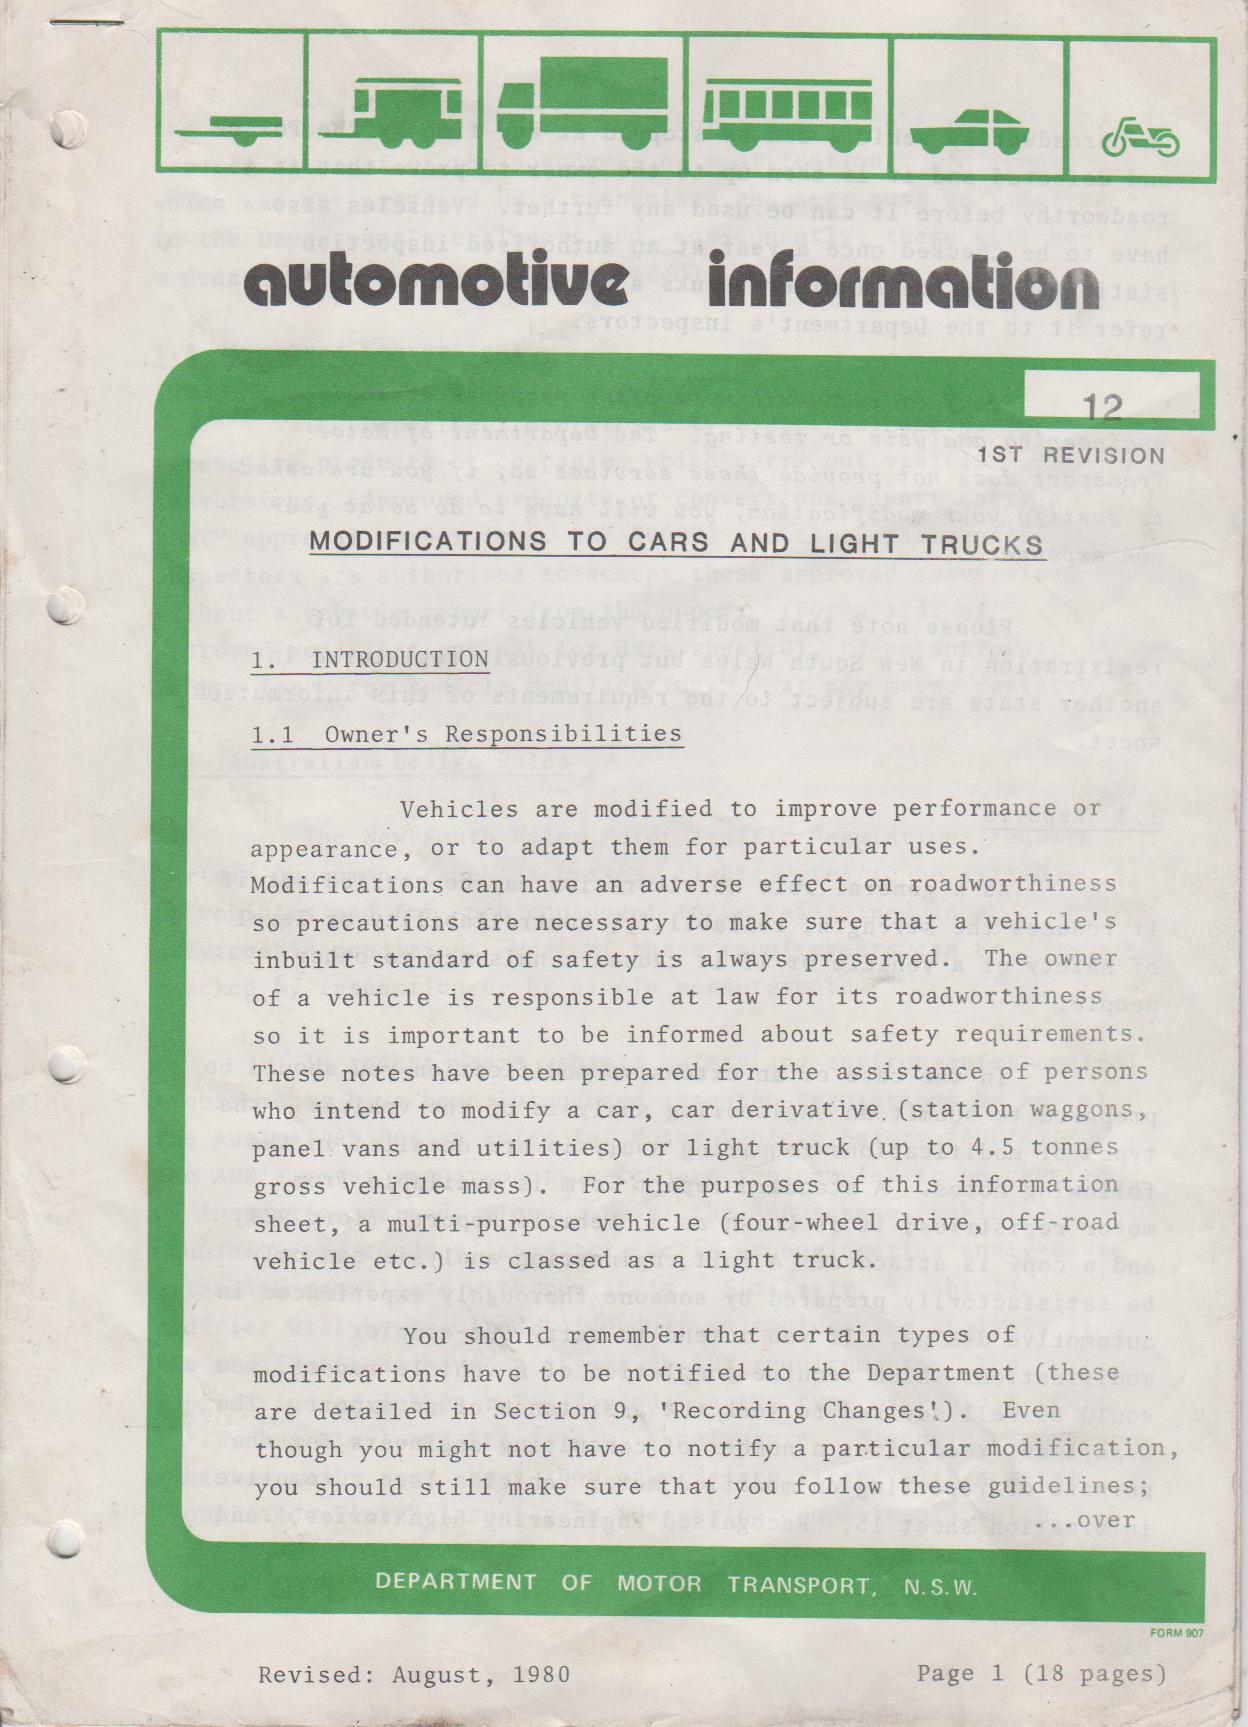 automotive information
12
1ST REVISION
MODIFICATIONS TO CARS AND LIGHT TRUCKS
1. INTRODUCTION
1.1 Owner's Responsibilities
Vehicles are modified to improve performance or
appearance, or to adapt them for particular uses.
Modifications can have an adverse effect on roadworthiness
so precautions are necessary to make sure that a vehicle's
inbuilt standard of safety is always preserved. The owner
of a vehicle is responsible at law for its roadworthiness
so it is important to be informed about safety requirements.
These notes have been prepared for the assistance of persons
who intend to modify a car, car derivative (station waggons,
panel vans and utilities) or light truck (up to 4.5 tonnes
gross vehicle mass). For the purposes of this information
sheet, a multi-purpose vehicle (four-wheel drive, off-road
vehicle etc.) is classed as a light truck.
You should remember that certain types of
modifications have to be notified to the Department (these
are detailed in Section 9, 'Recording Changes'). Even
though you might not have to notify a particular modification,
you should still make sure that you follow these guidelines;
...over
DEPARTMENT OF MOTOR TRANSPORT, N.S.W.
FORM 907
Revised: August, 1980 Page 1 (18 pages)